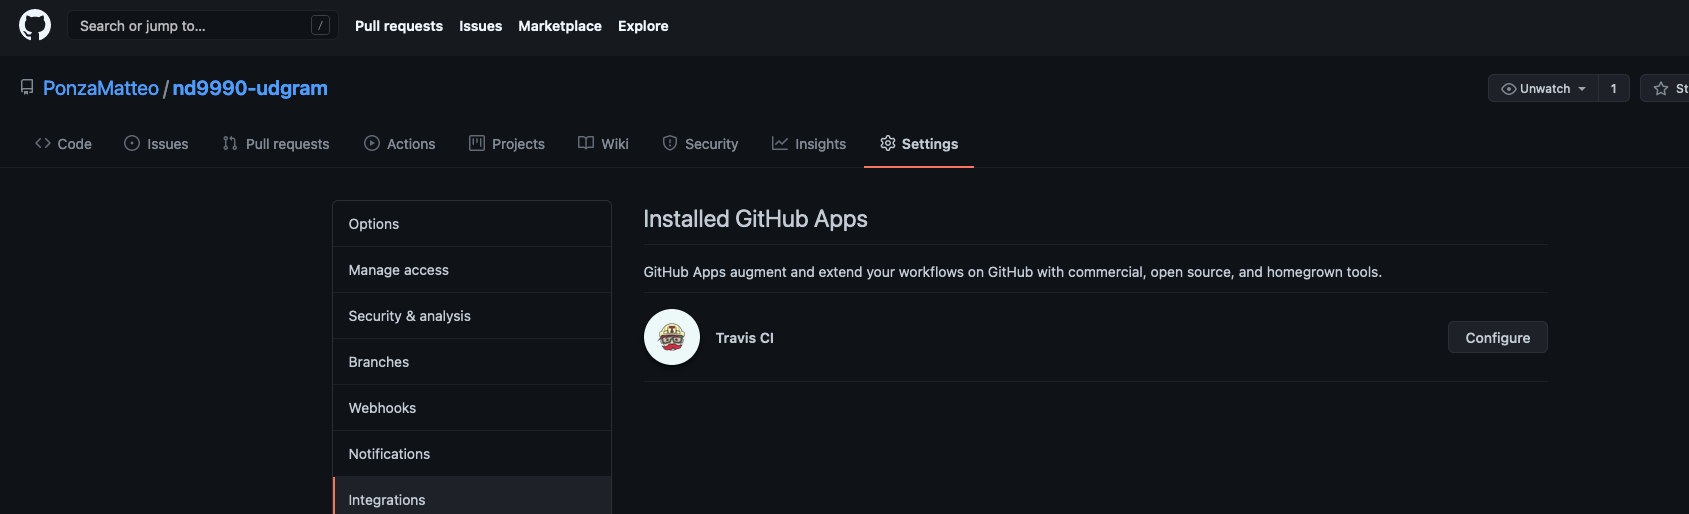 Search or jump to... /
Pull requests Issues Marketplace Explore
PonzaMatteo / nd9990-udgram
Unwatch 1 St
Code Issues Pull requests Actions Projects Wiki Security Insights Settings
Options
Manage access
Security & analysis
Branches
Webhooks
Notifications
Integrations
Installed GitHub Apps
GitHub Apps augment and extend your workflows on GitHub with commercial, open source, and homegrown tools.
Travis CI
Configure